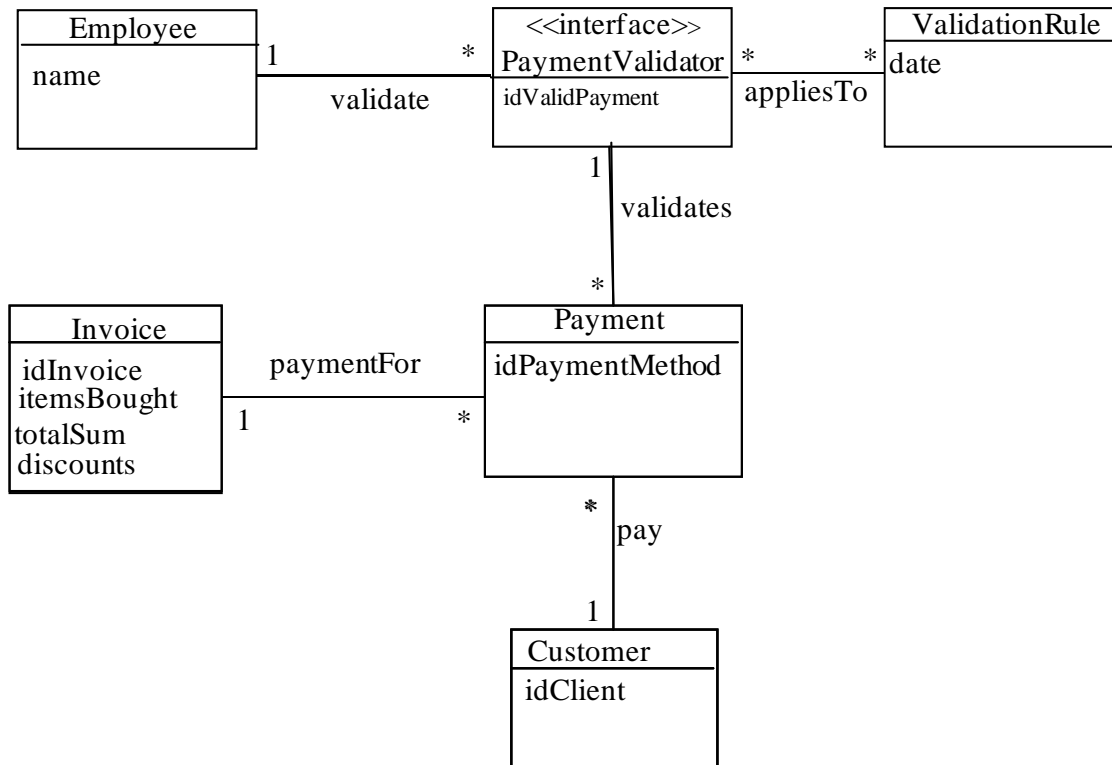 Employee
name
1
*
validate
<<interface>>
PaymentValidator
idValidPayment
*
*
appliesTo
ValidationRule
date
1
validates
*
Invoice
idInvoice
itemsBought
totalSum
discounts
paymentFor
1
*
Payment
idPaymentMethod
*
pay
1
Customer
idClient